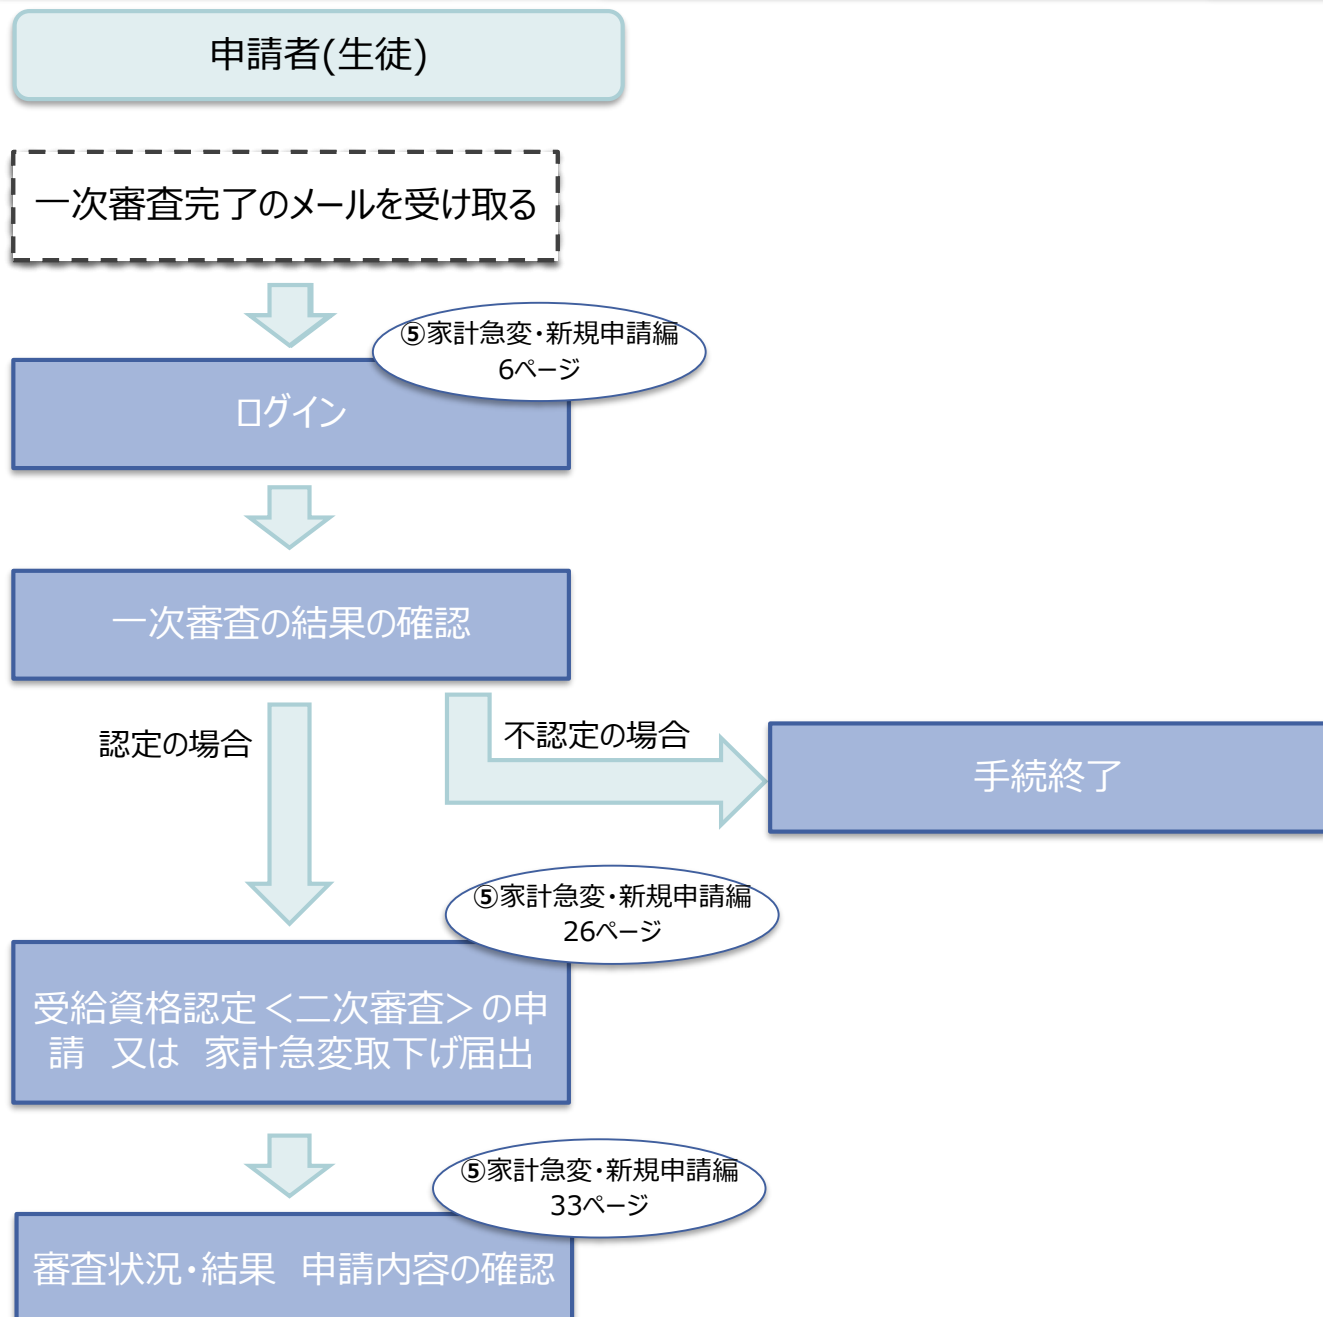 申請者(生徒)
一次審査完了のメールを受け取る
⑤家計急変・新規申請編
6ページ
ログイン
一次審査の結果の確認
認定の場合
不認定の場合
手続終了
⑤家計急変・新規申請編
26ページ
受給資格認定＜二次審査＞の申
請　又は　家計急変取下げ届出
⑤家計急変・新規申請編
33ページ
審査状況・結果　申請内容の確認